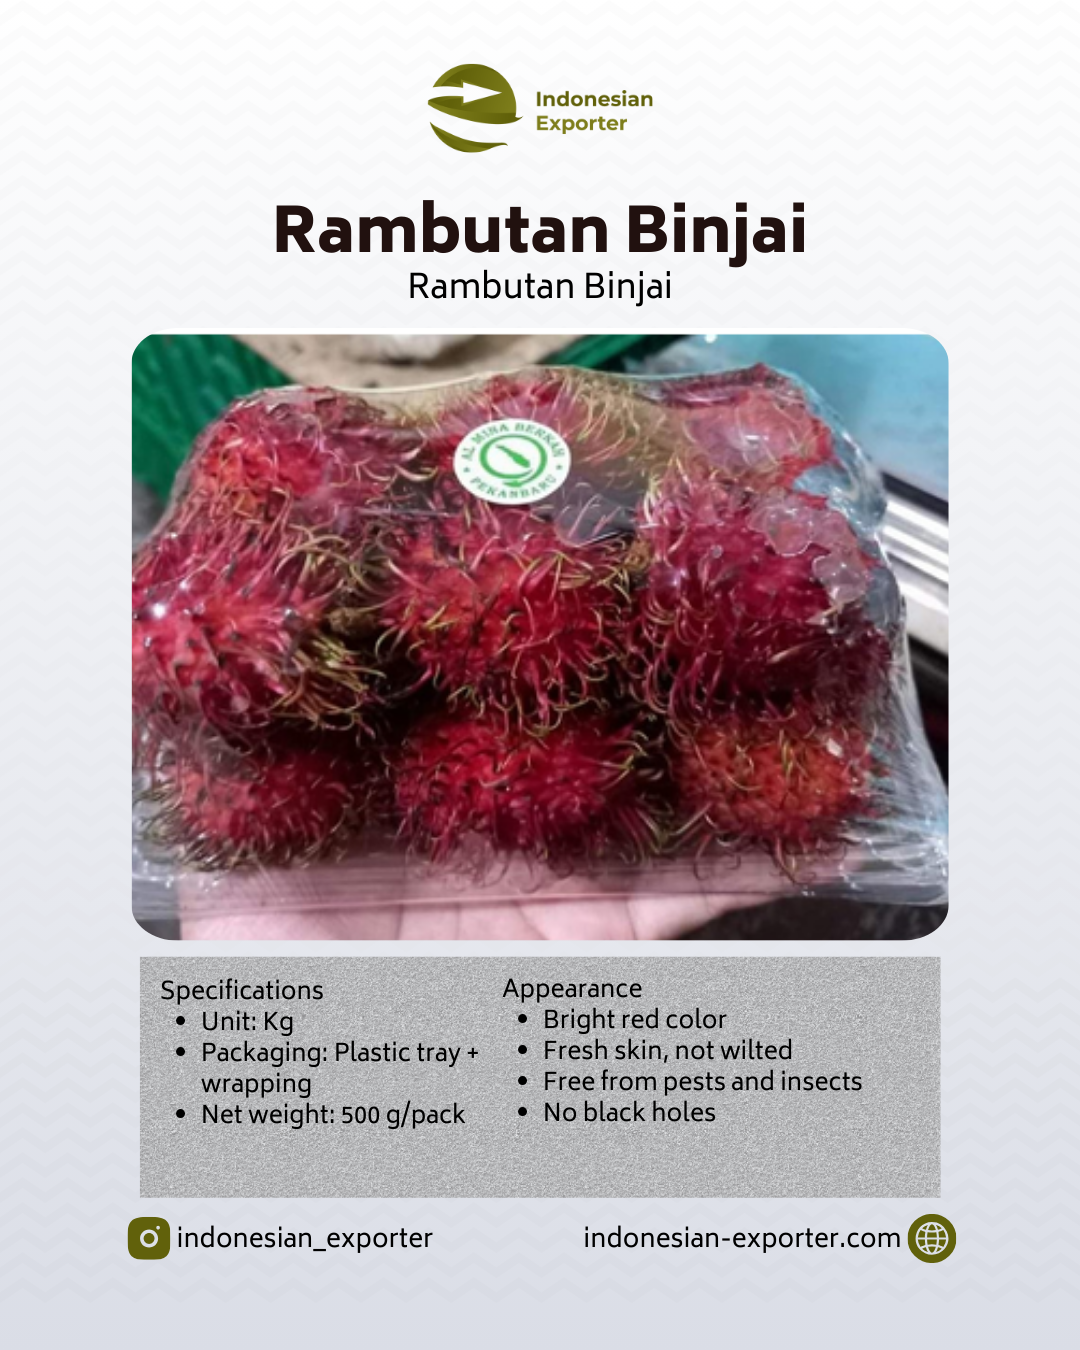 Indonesian
Exporter
Rambutan Binjai
Rambutan Binjai
AL MINA BERKAH
PEKANBARU
Specifications
• Unit: Kg
• Packaging: Plastic tray +
wrapping
• Net weight: 500 g/pack
Appearance
• Bright red color
• Fresh skin, not wilted
• Free from pests and insects
• No black holes
indonesian_exporter
indonesian-exporter.com